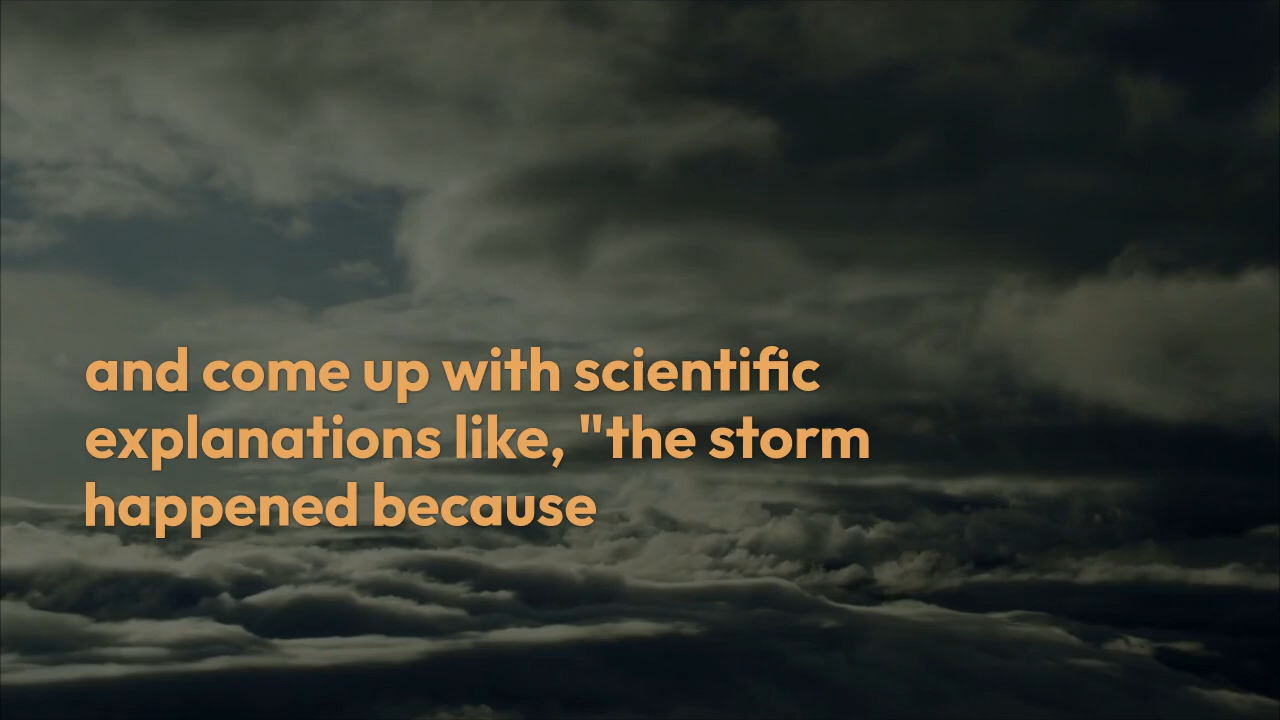 and come up with scientific
explanations like, "the storm
happened because